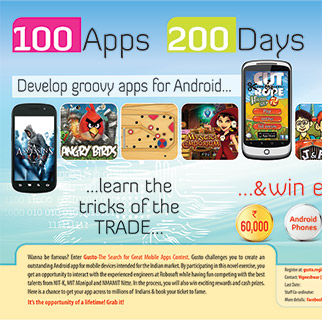 100 Apps 200 Days
Develop groovy apps for Android...
CUT
THE
ROPE
ANGRY BIRDS
MYSTIC
EMPORIUM
J & F
...learn the
tricks of the
TRADE...
...& win e
₹
60,000
Android
Phones
Wanna be famous? Enter Gusto-The Search for Great Mobile Apps Contest. Gusto challenges you to create an
outstanding Android app for mobile devices intended for the Indian market. By participating in this novel exercise, you
get an opportunity to interact with the experienced engineers at Robosoft while having fun competing with the best
talents from NIT-K, MIT Manipal and NMAMIT Nitte. In the process, you will also win exciting rewards and cash prizes.
Here is a chance to get your app across to millions of Indians & book your ticket to fame.
It's the opportunity of a lifetime! Grab it!
Register at: gusto.regi
Contact: Vigneshwar
Last Date:
Staff Co-ordinator:
More details: Facebook